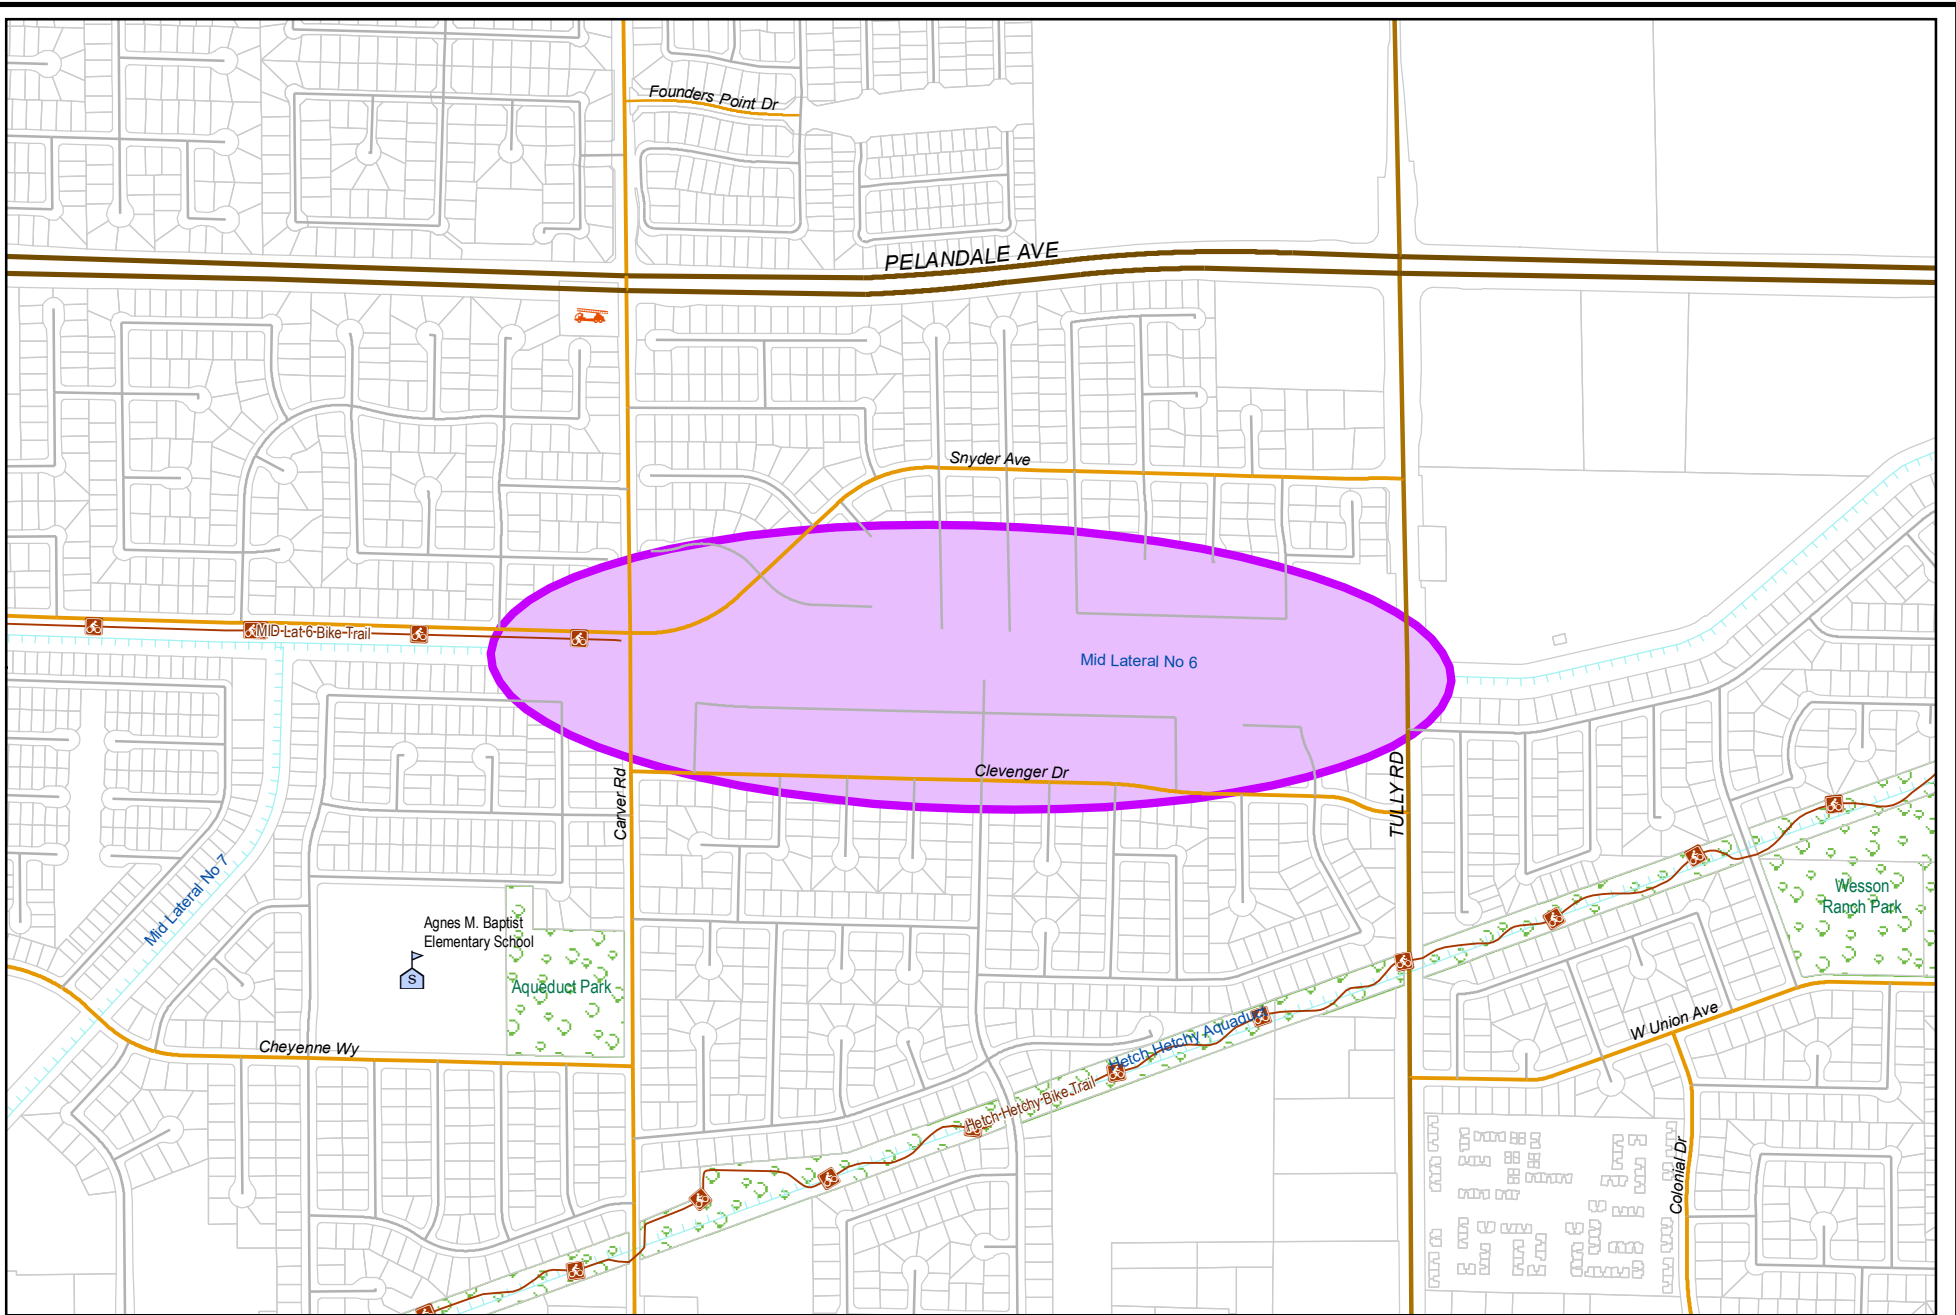 Founders Point Dr
PELANDALE AVE
Snyder Ave
MID-Lat-6-Bike-Trail
Mid Lateral No 6
Clevenger Dr
Carver Rd
TULLY RD
Mid Lateral No 7
Wesson
Ranch Park
Agnes M. Baptist
Elementary School
S
Aqueduct Park
Hetch Hetchy Aquaduct
W Union Ave
Cheyenne Wy
Hetch-Hetchy-Bike Trail
Colonial Dr